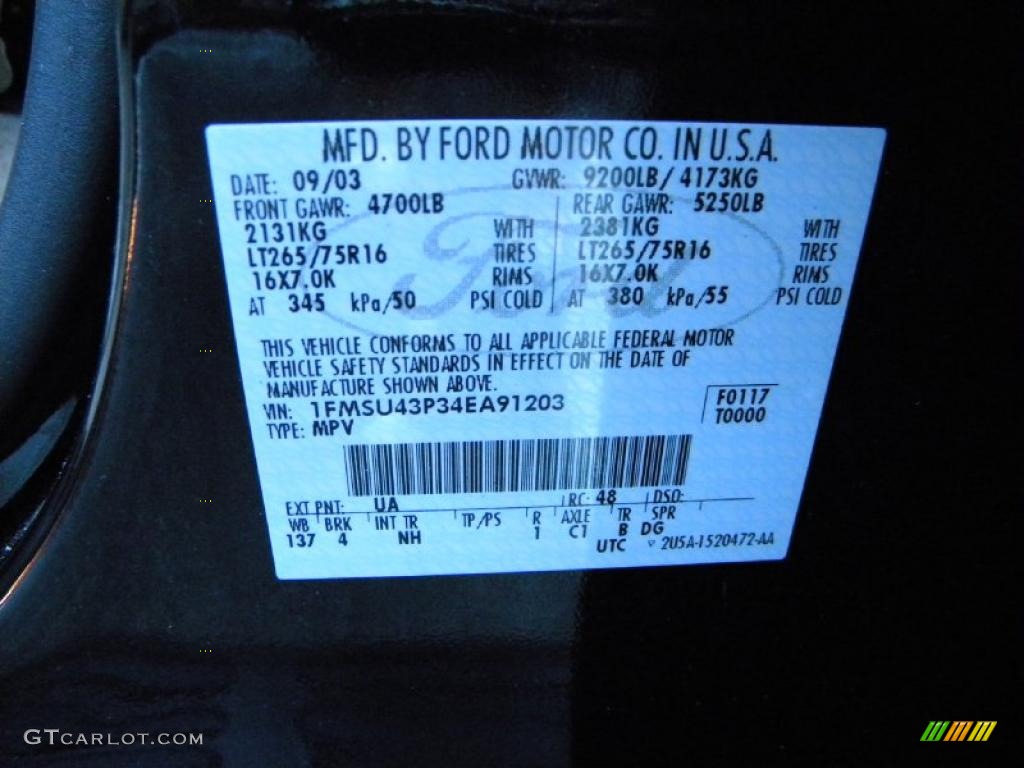 MFD. BY FORD MOTOR CO. IN U.S.A.
DATE: 09/03 GVWR: 9200LB/ 4173KG
FRONT GAWR: 4700LB REAR GAWR: 5250LB
2131KG WITH 2381KG WITH
LT265/75R16 TIRES LT265/75R16 TIRES
16X7.0K RIMS 16X7.0K RIMS
AT 345 kPa/50 PSI COLD AT 380 kPa/55 PSI COLD
Ford
THIS VEHICLE CONFORMS TO ALL APPLICABLE FEDERAL MOTOR
VEHICLE SAFETY STANDARDS IN EFFECT ON THE DATE OF
MANUFACTURE SHOWN ABOVE.
VIN: 1FMSU43P34EA91203 F0117
TYPE: MPV T0000
EXT PNT: UA RC: 48 DSO:
WB BRK INT TR TP/PS R AXLE TR SPR
137 4 NH 1 C1 B DG
UTC 2U5A-1520472-AA
GTCARLOT.COM